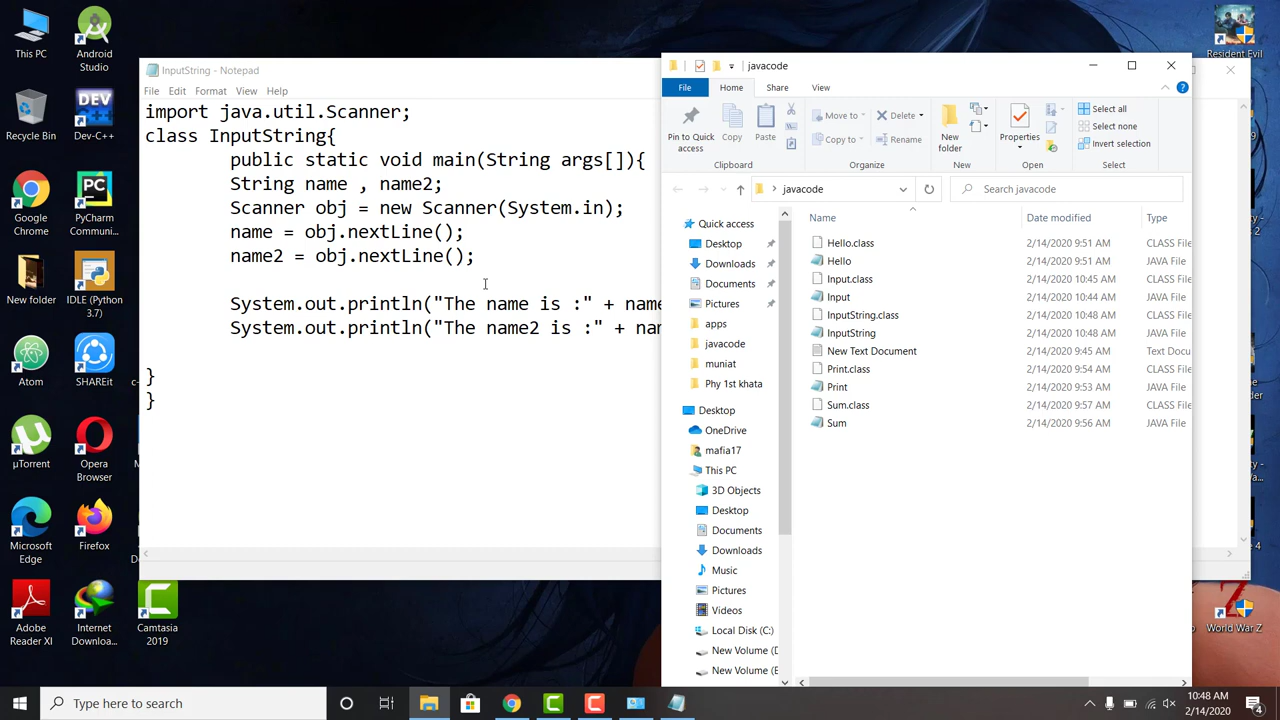 This PC
Android
Studio
Recycle Bin
DEV
Dev-C++
Google
Chrome
PC
PyCharm
Communi...
New folder
IDLE (Python
3.7)
Atom
SHAREit
µTorrent
Opera
Browser
Microsoft
Edge
Firefox
Adobe
Reader XI
Internet
Downloa...
Camtasia
2019
Resident Evil
World War Z
InputString - Notepad
File Edit Format View Help
import java.util.Scanner;
class InputString{
public static void main(String args[]){
String name , name2;
Scanner obj = new Scanner(System.in);
name = obj.nextLine();
name2 = obj.nextLine();
System.out.println("The name is :" + name
System.out.println("The name2 is :" + nam
}
}
javacode
File Home Share View
Pin to Quick
access
Copy
Paste
Clipboard
Move to
Copy to
Delete
Rename
Organize
New
folder
New
Properties
Open
Select all
Select none
Invert selection
Select
javacode
Search javacode
Quick access
Desktop
Downloads
Documents
Pictures
apps
javacode
muniat
Phy 1st khata
Desktop
OneDrive
mafia17
This PC
3D Objects
Desktop
Documents
Downloads
Music
Pictures
Videos
Local Disk (C:)
New Volume (D
New Volume (E
Name Date modified Type
Hello.class 2/14/2020 9:51 AM CLASS File
Hello 2/14/2020 9:51 AM JAVA File
Input.class 2/14/2020 10:45 AM CLASS File
Input 2/14/2020 10:44 AM JAVA File
InputString.class 2/14/2020 10:48 AM CLASS File
InputString 2/14/2020 10:48 AM JAVA File
New Text Document 2/14/2020 9:45 AM Text Docu
Print.class 2/14/2020 9:54 AM CLASS File
Print 2/14/2020 9:53 AM JAVA File
Sum.class 2/14/2020 9:57 AM CLASS File
Sum 2/14/2020 9:56 AM JAVA File
Type here to search
10:48 AM
2/14/2020
4